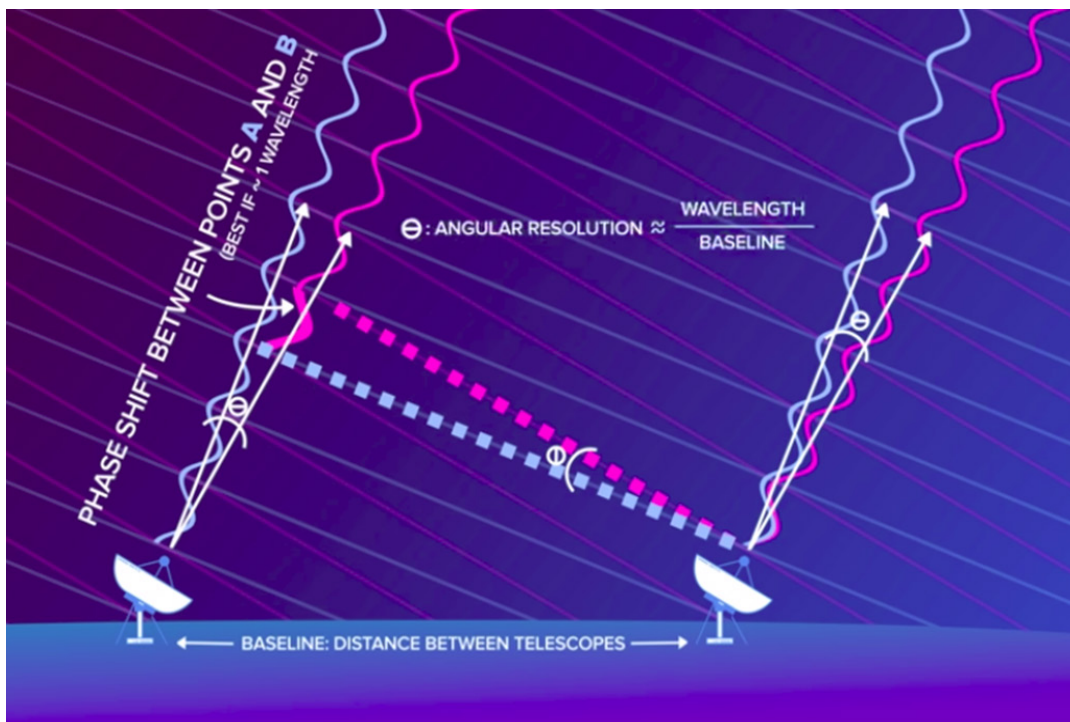 PHASE SHIFT BETWEEN POINTS A AND B
(BEST IF ~ 1 WAVELENGTH
Θ: ANGULAR RESOLUTION ≈ WAVELENGTH
BASELINE
Θ
Θ
Θ
BASELINE: DISTANCE BETWEEN TELESCOPES